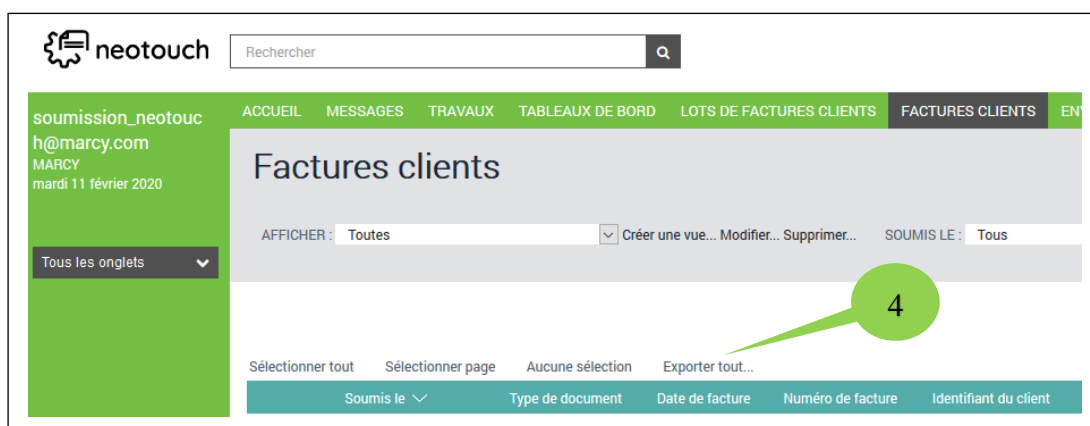 neotouch
Rechercher
soumission_neotouc
h@marcy.com
MARCY
mardi 11 février 2020
Tous les onglets
ACCUEIL MESSAGES TRAVAUX TABLEAUX DE BORD LOTS DE FACTURES CLIENTS FACTURES CLIENTS
Factures clients
AFFICHER : Toutes Créer une vue... Modifier... Supprimer... SOUMIS LE : Tous
4
Sélectionner tout Sélectionner page Aucune sélection Exporter tout...
Soumis le Type de document Date de facture Numéro de facture Identifiant du client